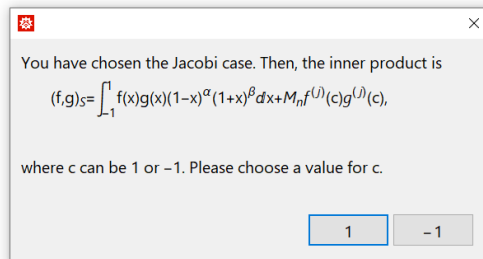 You have chosen the Jacobi case. Then, the inner product is
(f,g)S=∫_{-1}^{1} f(x)g(x)(1−x)^α(1+x)^β dx+M_n f^{(j)}(c)g^{(j)}(c),
where c can be 1 or −1. Please choose a value for c.
1
−1